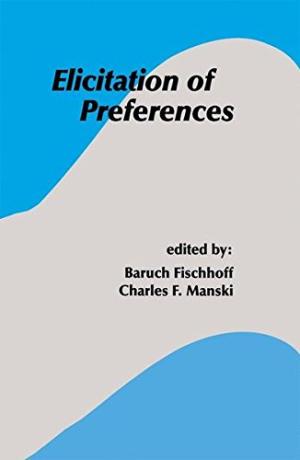 Elicitation of
Preferences
edited by:
Baruch Fischhoff
Charles F. Manski